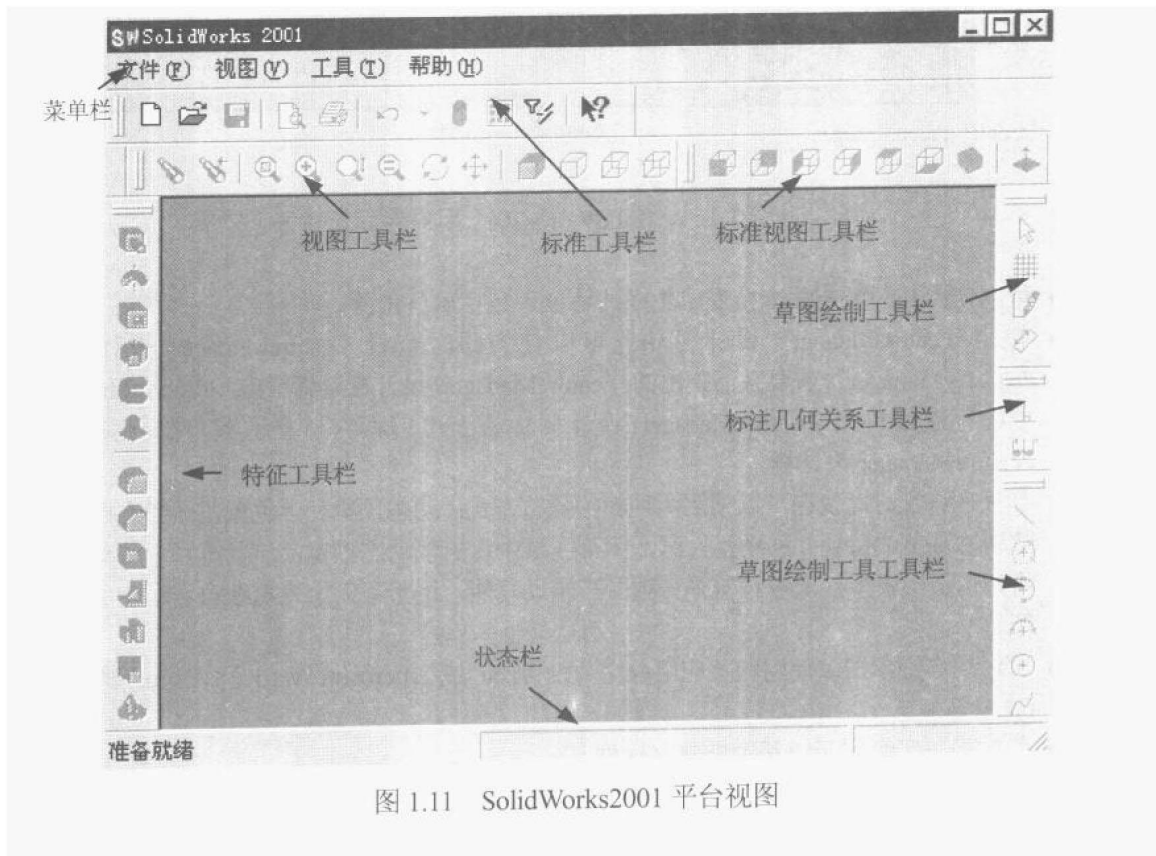 SWSolidWorks 2001
文件(F) 视图(V) 工具(T) 帮助(H)
菜单栏
视图工具栏
标准工具栏
标准视图工具栏
草图绘制工具栏
标注几何关系工具栏
特征工具栏
草图绘制工具工具栏
状态栏
准备就绪
图 1.11 SolidWorks2001 平台视图